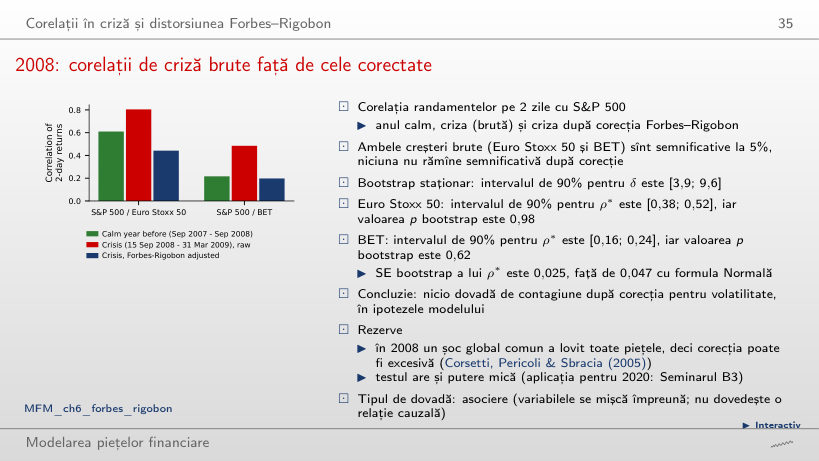 Corelații în criză și distorsiunea Forbes–Rigobon 35
2008: corelații de criză brute față de cele corectate
0.8
0.6
0.4
0.2
0.0
Correlation of
2-day returns
S&P 500 / Euro Stoxx 50 S&P 500 / BET
Calm year before (Sep 2007 - Sep 2008)
Crisis (15 Sep 2008 - 31 Mar 2009), raw
Crisis, Forbes-Rigobon adjusted
MFM_ch6_forbes_rigobon
Corelația randamentelor pe 2 zile cu S&P 500
anul calm, criza (brută) și criza după corecția Forbes–Rigobon
Ambele creșteri brute (Euro Stoxx 50 și BET) sînt semnificative la 5%,
niciuna nu rămîne semnificativă după corecție
Bootstrap staționar: intervalul de 90% pentru δ este [3,9; 9,6]
Euro Stoxx 50: intervalul de 90% pentru ρ* este [0,38; 0,52], iar
valoarea p bootstrap este 0,98
BET: intervalul de 90% pentru ρ* este [0,16; 0,24], iar valoarea p
bootstrap este 0,62
SE bootstrap a lui ρ* este 0,025, față de 0,047 cu formula Normală
Concluzie: nicio dovadă de contagiune după corecția pentru volatilitate,
în ipotezele modelului
Rezerve
în 2008 un șoc global comun a lovit toate piețele, deci corecția poate
fi excesivă (Corsetti, Pericoli & Sbracia (2005))
testul are și putere mică (aplicația pentru 2020: Seminarul B3)
Tipul de dovadă: asociere (variabilele se mișcă împreună; nu dovedește o
relație cauzală)
Interactiv
Modelarea piețelor financiare